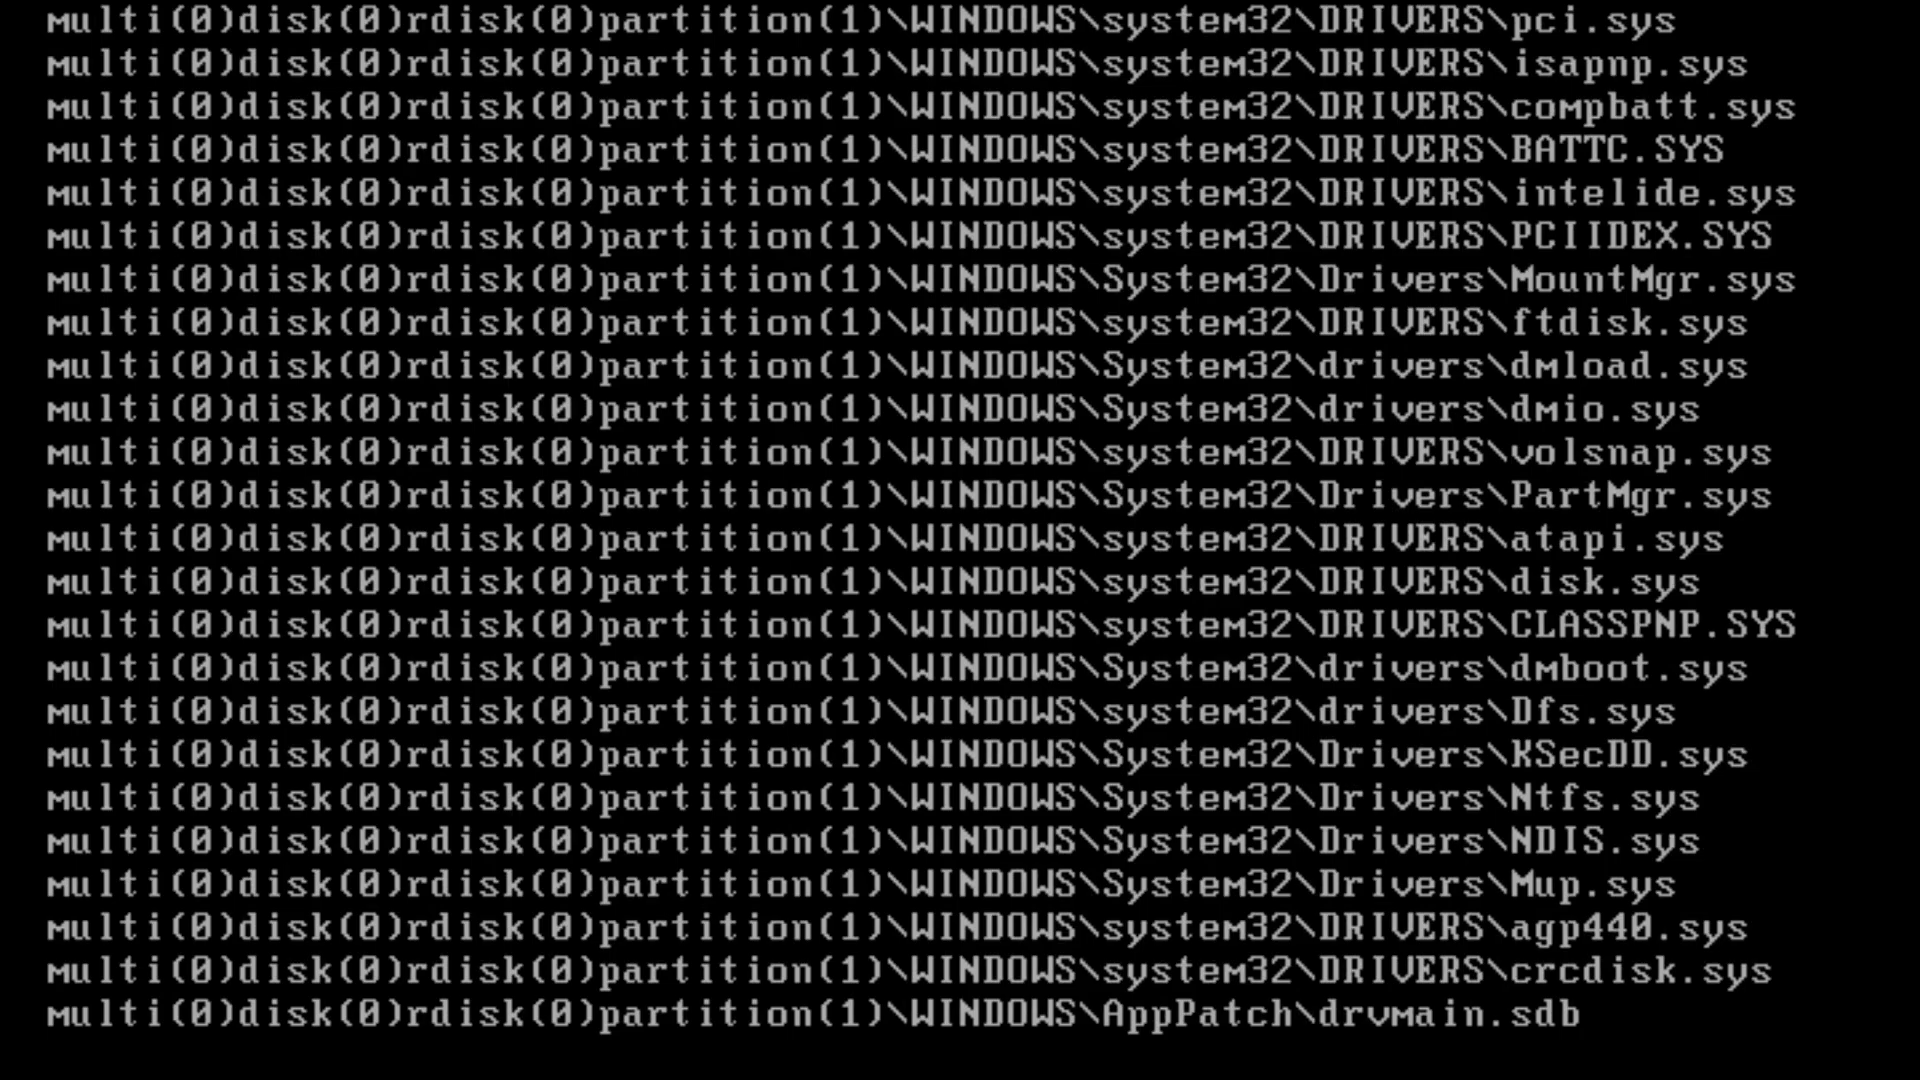 multi(0)disk(0)rdisk(0)partition(1)\WINDOWS\system32\DRIVERS\pci.sys
multi(0)disk(0)rdisk(0)partition(1)\WINDOWS\system32\DRIVERS\isapnp.sys
multi(0)disk(0)rdisk(0)partition(1)\WINDOWS\system32\DRIVERS\compbatt.sys
multi(0)disk(0)rdisk(0)partition(1)\WINDOWS\system32\DRIVERS\BATTC.SYS
multi(0)disk(0)rdisk(0)partition(1)\WINDOWS\system32\DRIVERS\intelide.sys
multi(0)disk(0)rdisk(0)partition(1)\WINDOWS\system32\DRIVERS\PCIIDEX.SYS
multi(0)disk(0)rdisk(0)partition(1)\WINDOWS\System32\Drivers\MountMgr.sys
multi(0)disk(0)rdisk(0)partition(1)\WINDOWS\system32\DRIVERS\ftdisk.sys
multi(0)disk(0)rdisk(0)partition(1)\WINDOWS\System32\drivers\dmload.sys
multi(0)disk(0)rdisk(0)partition(1)\WINDOWS\System32\drivers\dmio.sys
multi(0)disk(0)rdisk(0)partition(1)\WINDOWS\system32\DRIVERS\volsnap.sys
multi(0)disk(0)rdisk(0)partition(1)\WINDOWS\System32\Drivers\PartMgr.sys
multi(0)disk(0)rdisk(0)partition(1)\WINDOWS\system32\DRIVERS\atapi.sys
multi(0)disk(0)rdisk(0)partition(1)\WINDOWS\system32\DRIVERS\disk.sys
multi(0)disk(0)rdisk(0)partition(1)\WINDOWS\system32\DRIVERS\CLASSPNP.SYS
multi(0)disk(0)rdisk(0)partition(1)\WINDOWS\System32\drivers\dmboot.sys
multi(0)disk(0)rdisk(0)partition(1)\WINDOWS\system32\drivers\Dfs.sys
multi(0)disk(0)rdisk(0)partition(1)\WINDOWS\System32\Drivers\KSecDD.sys
multi(0)disk(0)rdisk(0)partition(1)\WINDOWS\System32\Drivers\Ntfs.sys
multi(0)disk(0)rdisk(0)partition(1)\WINDOWS\System32\Drivers\NDIS.sys
multi(0)disk(0)rdisk(0)partition(1)\WINDOWS\System32\Drivers\Mup.sys
multi(0)disk(0)rdisk(0)partition(1)\WINDOWS\system32\DRIVERS\agp440.sys
multi(0)disk(0)rdisk(0)partition(1)\WINDOWS\system32\DRIVERS\crcdisk.sys
multi(0)disk(0)rdisk(0)partition(1)\WINDOWS\AppPatch\drvmain.sdb